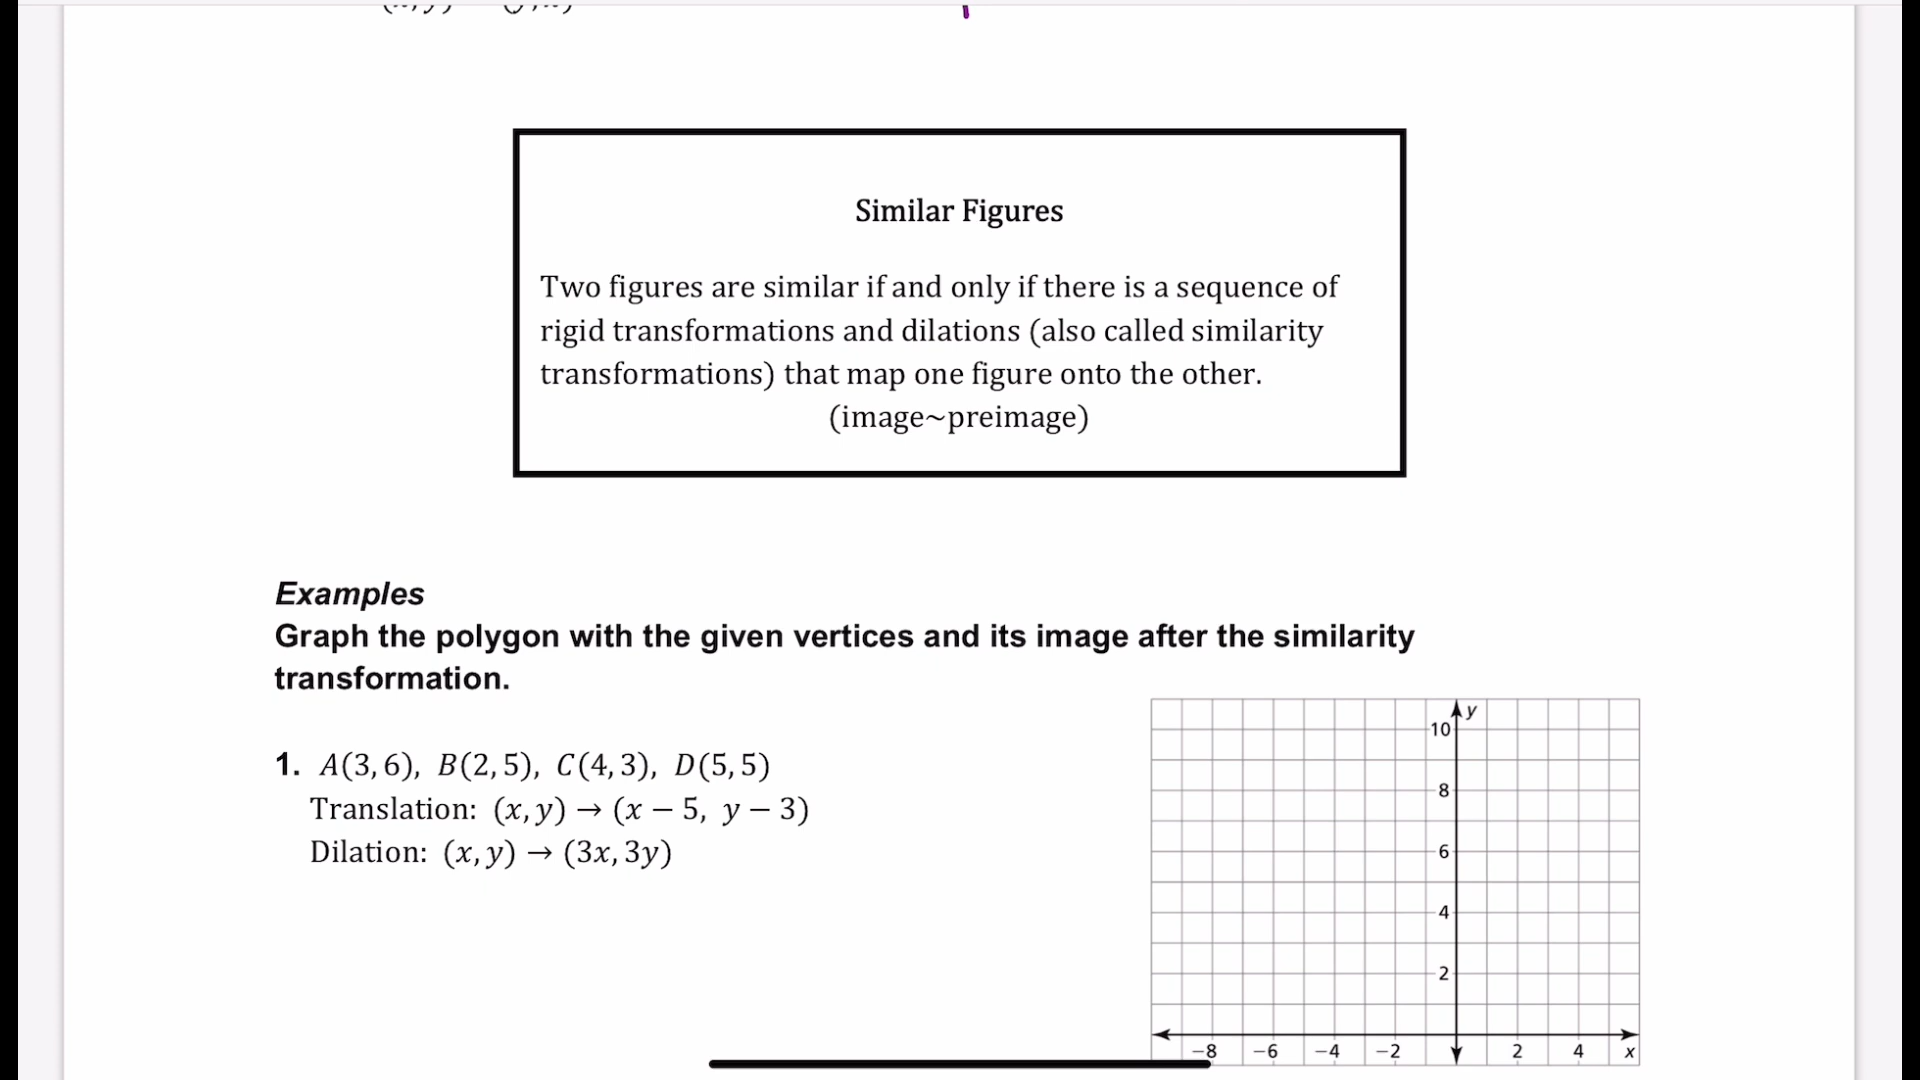 Similar Figures
Two figures are similar if and only if there is a sequence of
rigid transformations and dilations (also called similarity
transformations) that map one figure onto the other.
(image~preimage)
Examples
Graph the polygon with the given vertices and its image after the similarity
transformation.
1. A(3, 6), B(2, 5), C(4, 3), D(5, 5)
Translation: (x, y) → (x − 5, y − 3)
Dilation: (x, y) → (3x, 3y)
y
10
8
6
4
2
−8 −6 −4 −2 2 4 x